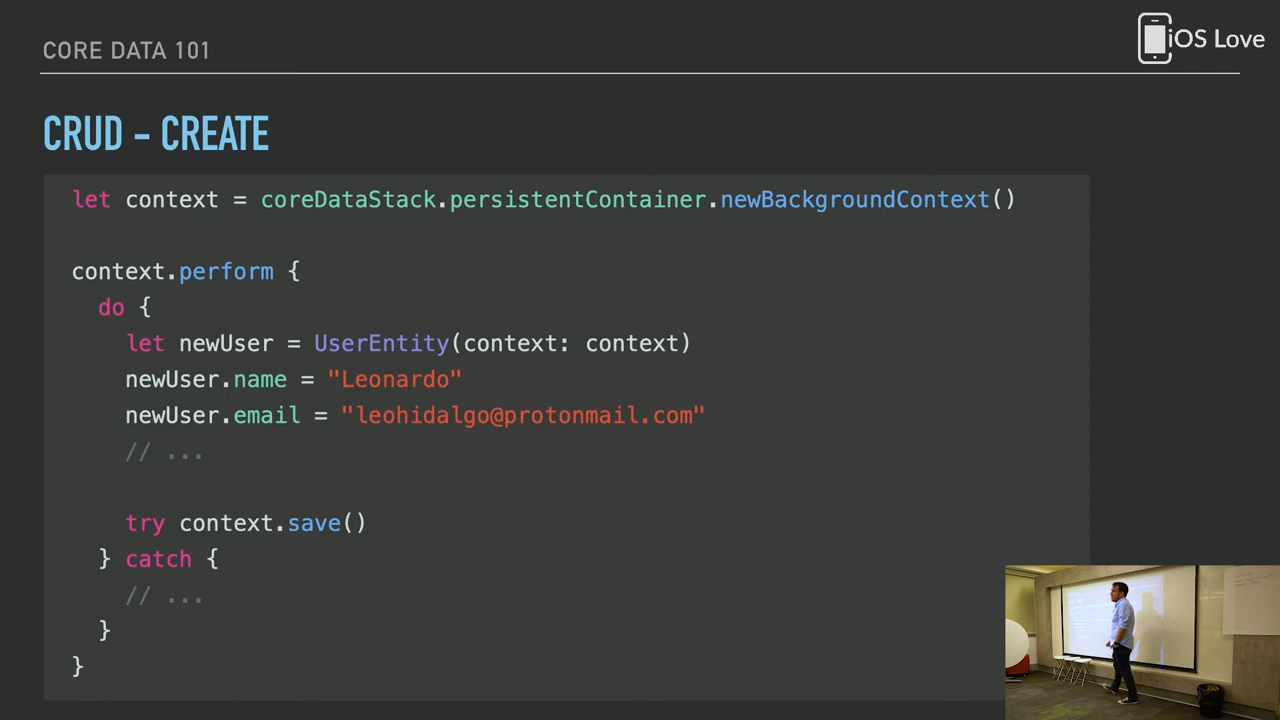 CORE DATA 101
iOS Love
CRUD - CREATE
let context = coreDataStack.persistentContainer.newBackgroundContext()
context.perform {
do {
let newUser = UserEntity(context: context)
newUser.name = "Leonardo"
newUser.email = "leohidalgo@protonmail.com"
// ...
try context.save()
} catch {
// ...
}
}